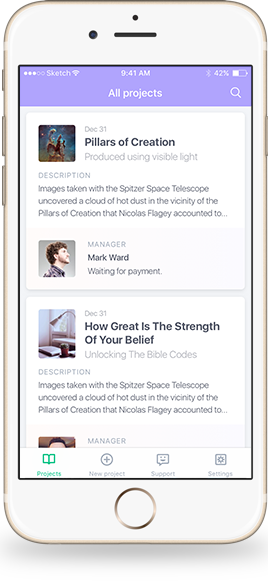 Sketch 9:41 AM 42%
All projects
Dec 31
Pillars of Creation
Produced using visible light
DESCRIPTION
Images taken with the Spitzer Space Telescope
uncovered a cloud of hot dust in the vicinity of the
Pillars of Creation that Nicolas Flagey accounted to...
MANAGER
Mark Ward
Waiting for payment.
Dec 31
How Great Is The Strength
Of Your Belief
Unlocking The Bible Codes
DESCRIPTION
Images taken with the Spitzer Space Telescope
uncovered a cloud of hot dust in the vicinity of the
Pillars of Creation that Nicolas Flagey accounted to...
MANAGER
Projects New project Support Settings